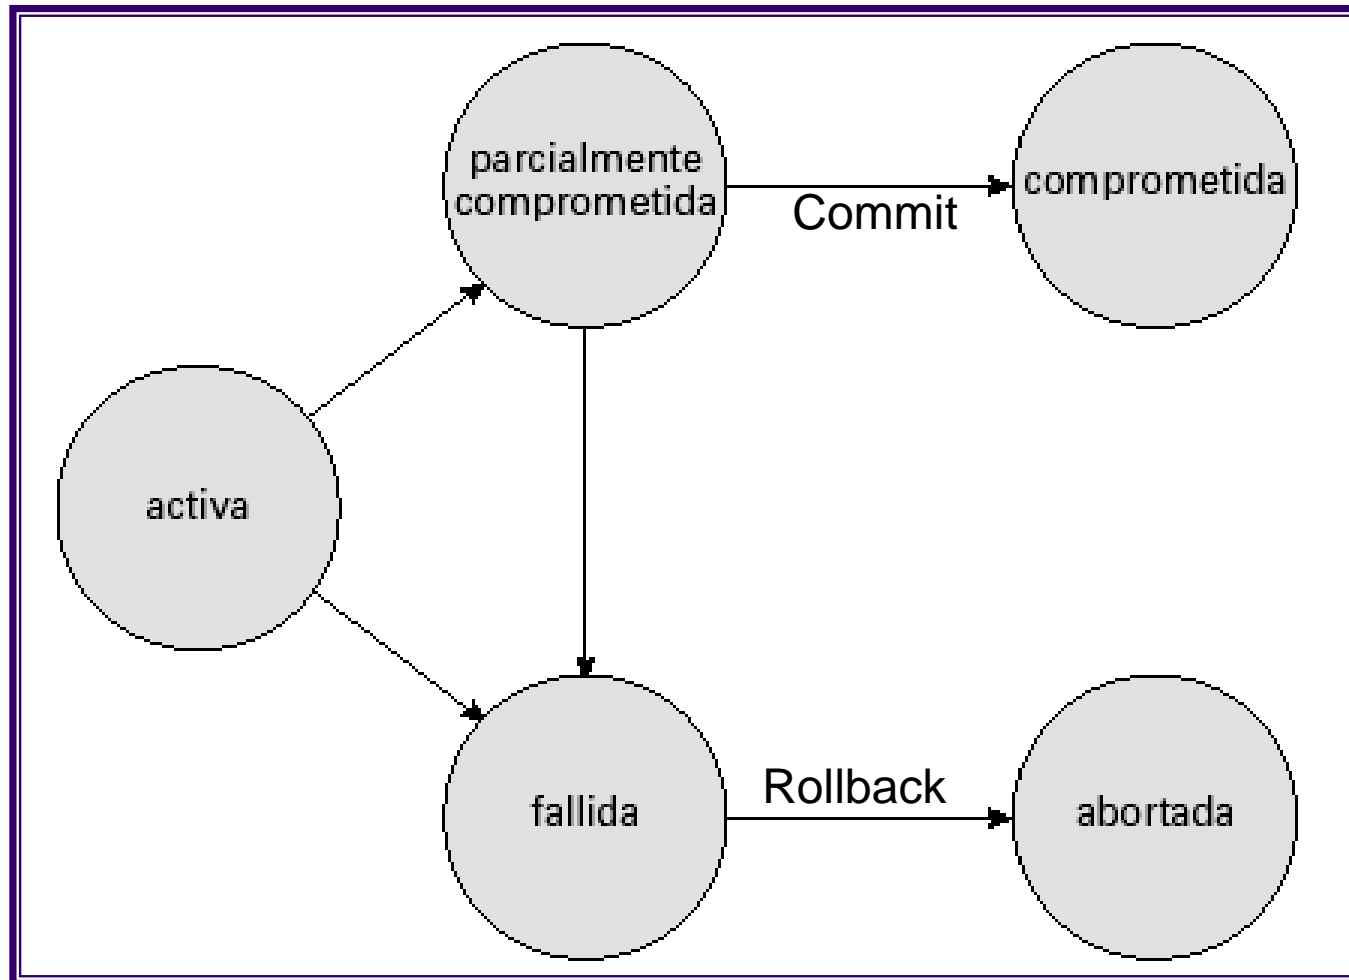 parcialmente
comprometida
Commit
comprometida
activa
fallida
Rollback
abortada